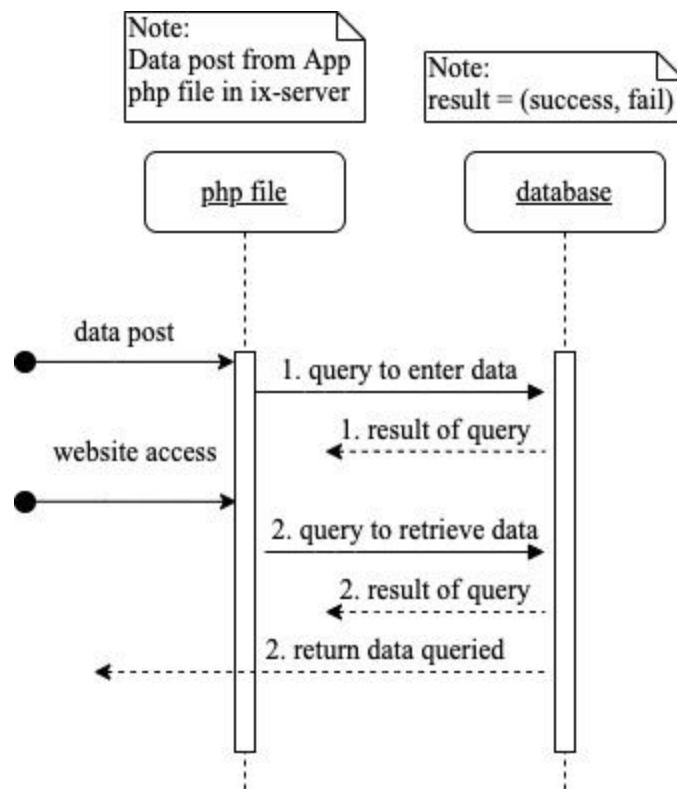 Note:
Data post from App
php file in ix-server
Note:
result = (success, fail)
php file
database
data post
1. query to enter data
1. result of query
website access
2. query to retrieve data
2. result of query
2. return data queried